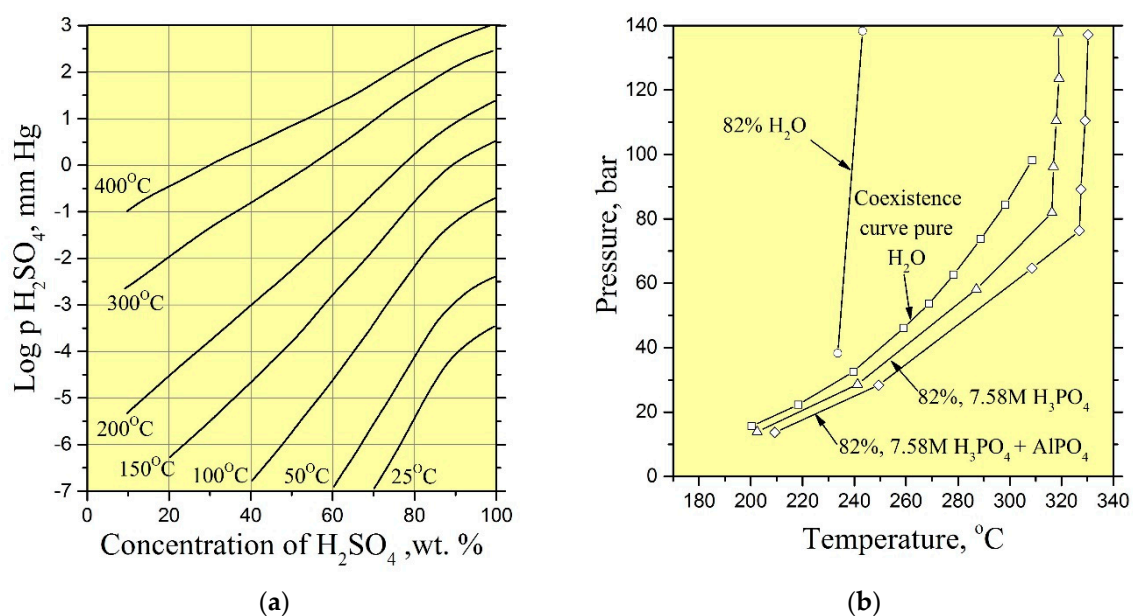 3
2
1
0
-1
-2
-3
-4
-5
-6
-7
Log p H₂SO₄, mm Hg
400°C
300°C
200°C
150°C
100°C
50°C
25°C
0 20 40 60 80 100
Concentration of H₂SO₄ ,wt. %
(a)
140
120
100
80
60
40
20
0
Pressure, bar
82% H₂O
Coexistence
curve pure
H₂O
82%, 7.58M H₃PO₄
82%, 7.58M H₃PO₄ + AlPO₄
180 200 220 240 260 280 300 320 340
Temperature, °C
(b)